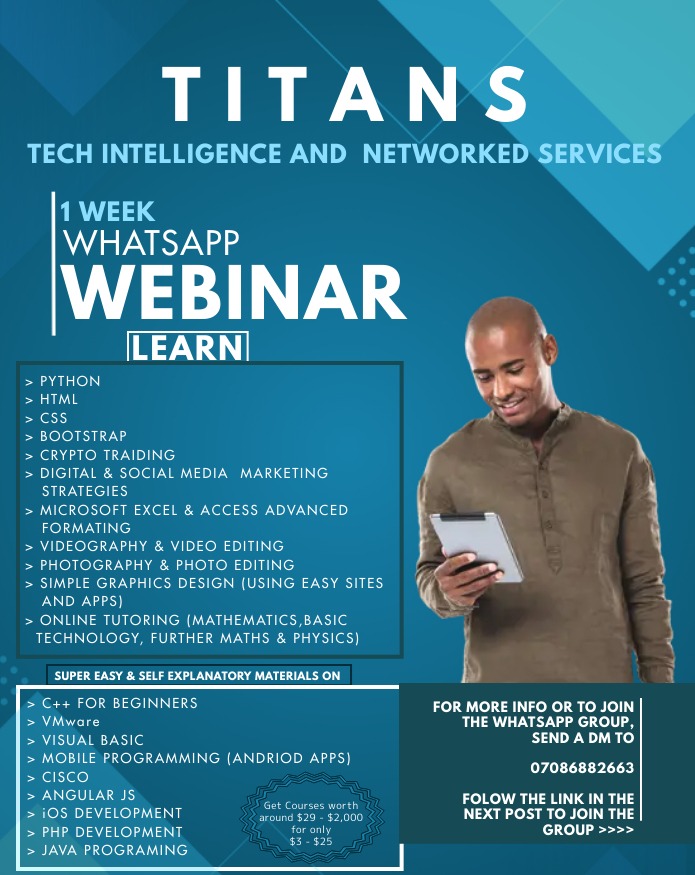 TITANS
TECH INTELLIGENCE AND NETWORKED SERVICES
1 WEEK
WHATSAPP
WEBINAR
LEARN
> PYTHON
> HTML
> CSS
> BOOTSTRAP
> CRYPTO TRAIDING
> DIGITAL & SOCIAL MEDIA MARKETING
STRATEGIES
> MICROSOFT EXCEL & ACCESS ADVANCED
FORMATING
> VIDEOGRAPHY & VIDEO EDITING
> PHOTOGRAPHY & PHOTO EDITING
> SIMPLE GRAPHICS DESIGN (USING EASY SITES
AND APPS)
> ONLINE TUTORING (MATHEMATICS,BASIC
TECHNOLOGY, FURTHER MATHS & PHYSICS)
SUPER EASY & SELF EXPLANATORY MATERIALS ON
> C++ FOR BEGINNERS
> VMware
> VISUAL BASIC
> MOBILE PROGRAMMING (ANDRIOD APPS)
> CISCO
> ANGULAR JS
> iOS DEVELOPMENT
> PHP DEVELOPMENT
> JAVA PROGRAMING
Get Courses worth
around $29 - $2,000
for only
$3 - $25
FOR MORE INFO OR TO JOIN
THE WHATSAPP GROUP,
SEND A DM TO
07086882663
FOLOW THE LINK IN THE
NEXT POST TO JOIN THE
GROUP >>>>